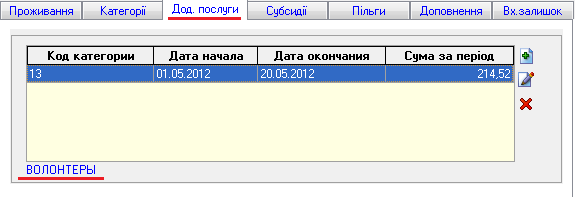 Проживання Категорії Дод. послуги Субсидії Пільги Доповнення Вх.залишок
Код категории Дата начала Дата окончания Сума за період
13 01.05.2012 20.05.2012 214,52
ВОЛОНТЕРЫ